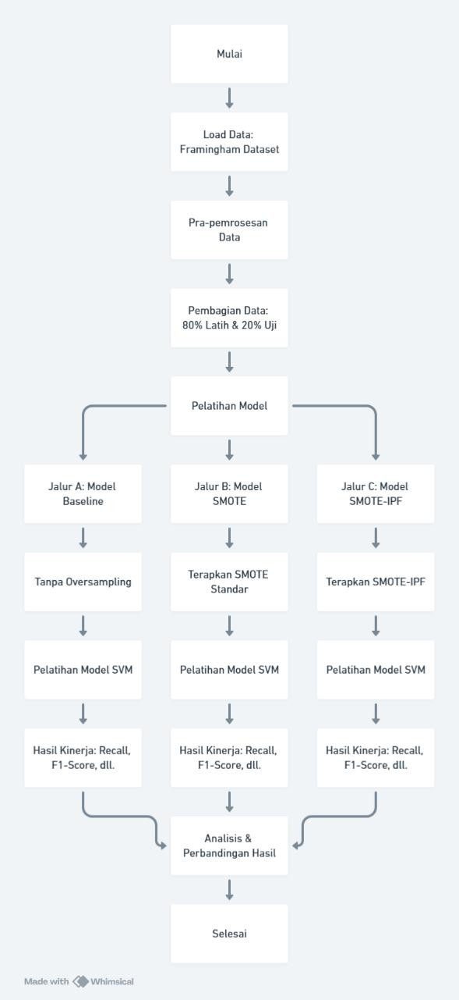 Mulai
Load Data:
Framingham Dataset
Pra-pemrosesan
Data
Pembagian Data:
80% Latih & 20% Uji
Pelatihan Model
Jalur A: Model
Baseline
Jalur B: Model
SMOTE
Jalur C: Model
SMOTE-IPF
Tanpa Oversampling
Terapkan SMOTE
Standar
Terapkan SMOTE-IPF
Pelatihan Model SVM
Pelatihan Model SVM
Pelatihan Model SVM
Hasil Kinerja: Recall,
F1-Score, dll.
Hasil Kinerja: Recall,
F1-Score, dll.
Hasil Kinerja: Recall,
F1-Score, dll.
Analisis &
Perbandingan Hasil
Selesai
Made with Whimsical